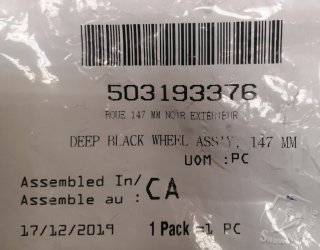 503193376
ROUE 147 MM NOIR EXTERIEUR
DEEP BLACK WHEEL ASS'Y, 147 MM
UOM :PC
Assembled In/
Assemble au : CA
17/12/2019 1 Pack =1 PC